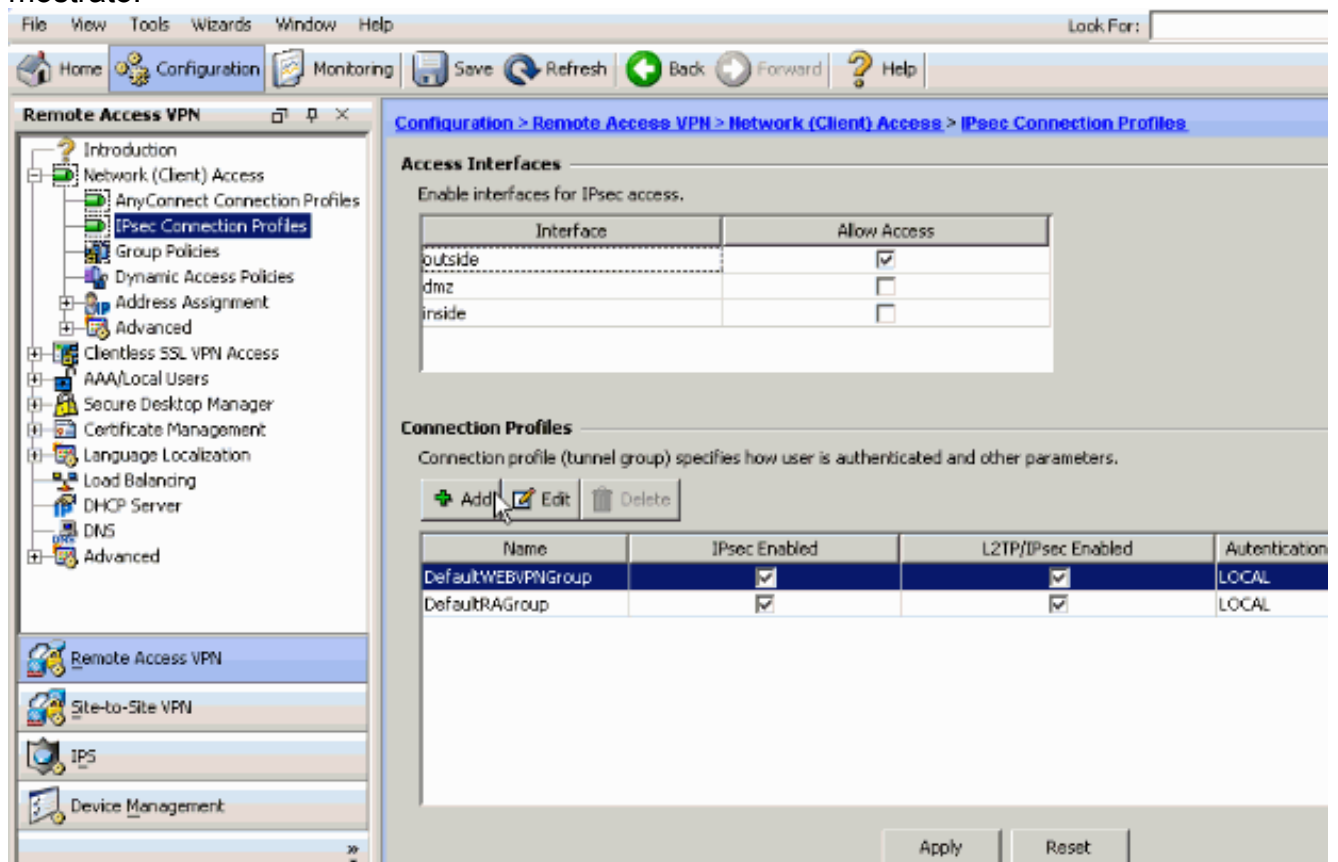 File View Tools Wizards Window Help Look For:
Home Configuration Monitoring Save Refresh Back Forward Help
Remote Access VPN
Introduction
Network (Client) Access
AnyConnect Connection Profiles
IPsec Connection Profiles
Group Policies
Dynamic Access Policies
Address Assignment
Advanced
Clientless SSL VPN Access
AAA/Local Users
Secure Desktop Manager
Certificate Management
Language Localization
Load Balancing
DHCP Server
DNS
Advanced
Remote Access VPN
Site-to-Site VPN
IPS
Device Management
Configuration > Remote Access VPN > Network (Client) Access > IPsec Connection Profiles
Access Interfaces
Enable interfaces for IPsec access.
Interface Allow Access
outside
dmz
inside
Connection Profiles
Connection profile (tunnel group) specifies how user is authenticated and other parameters.
Add Edit Delete
Name IPsec Enabled L2TP/IPsec Enabled Autentication
DefaultWEBVPNGroup LOCAL
DefaultRAGroup LOCAL
Apply Reset